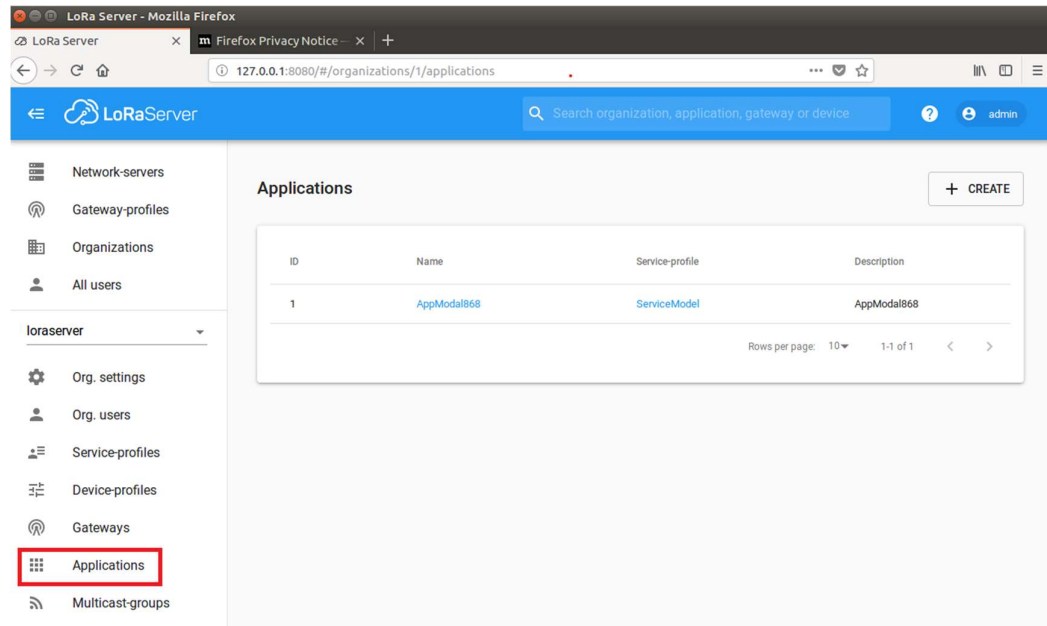 LoRa Server - Mozilla Firefox
LoRa Server
m Firefox Privacy Notice —
127.0.0.1:8080/#/organizations/1/applications
LoRaServer
Search organization, application, gateway or device
? admin
Network-servers
Gateway-profiles
Organizations
All users
loraserver
Org. settings
Org. users
Service-profiles
Device-profiles
Gateways
Applications
Multicast-groups
Applications
+ CREATE
ID Name Service-profile Description
1 AppModal868 ServiceModel AppModal868
Rows per page: 10 1-1 of 1